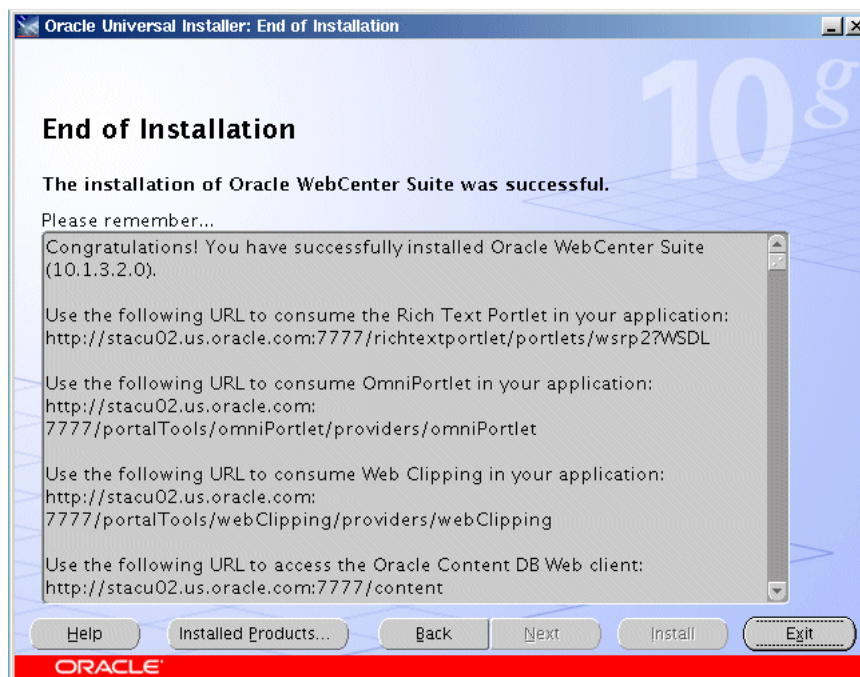 Oracle Universal Installer: End of Installation
10g
End of Installation
The installation of Oracle WebCenter Suite was successful.
Please remember...
Congratulations! You have successfully installed Oracle WebCenter Suite
(10.1.3.2.0).
Use the following URL to consume the Rich Text Portlet in your application:
http://stacu02.us.oracle.com:7777/richtextportlet/portlets/wsrp2?WSDL
Use the following URL to consume OmniPortlet in your application:
http://stacu02.us.oracle.com:
7777/portalTools/omniPortlet/providers/omniPortlet
Use the following URL to consume Web Clipping in your application:
http://stacu02.us.oracle.com:
7777/portalTools/webClipping/providers/webClipping
Use the following URL to access the Oracle Content DB Web client:
http://stacu02.us.oracle.com:7777/content
Help Installed Products... Back Next Install Exit
ORACLE